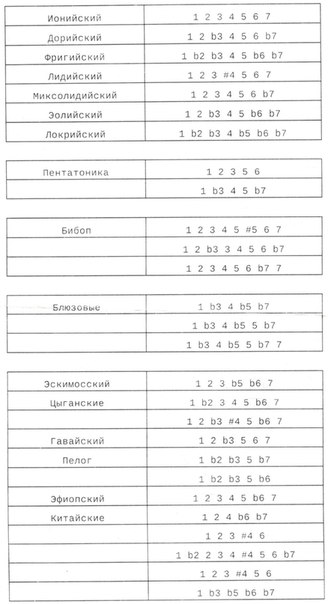 Ионийский 1 2 3 4 5 6 7
Дорийский 1 2 b3 4 5 6 b7
Фригийский 1 b2 b3 4 5 b6 b7
Лидийский 1 2 3 #4 5 6 7
Миксолидийский 1 2 3 4 5 6 b7
Эолийский 1 2 b3 4 5 b6 b7
Локрийский 1 b2 b3 4 b5 b6 b7
Пентатоника 1 2 3 5 6
1 b3 4 5 b7
Бибоп 1 2 3 4 5 #5 6 7
1 2 b3 3 4 5 6 b7
1 2 3 4 5 6 b7 7
Блюзовые 1 b3 4 b5 b7
1 b3 4 b5 5 b7
1 b3 4 b5 5 b7 7
Эскимосский 1 2 3 b5 b6 7
Цыганские 1 b2 3 4 5 b6 7
1 2 b3 #4 5 b6 7
Гавайский 1 2 b3 5 6 7
Пелог 1 b2 b3 5 b7
1 b2 b3 5 b6
Эфиопский 1 2 3 4 5 b6 7
Китайские 1 2 4 b6 b7
1 2 3 #4 6
1 b2 2 3 4 #4 5 6 b7
1 2 3 #4 5 6
1 b3 b5 b6 b7